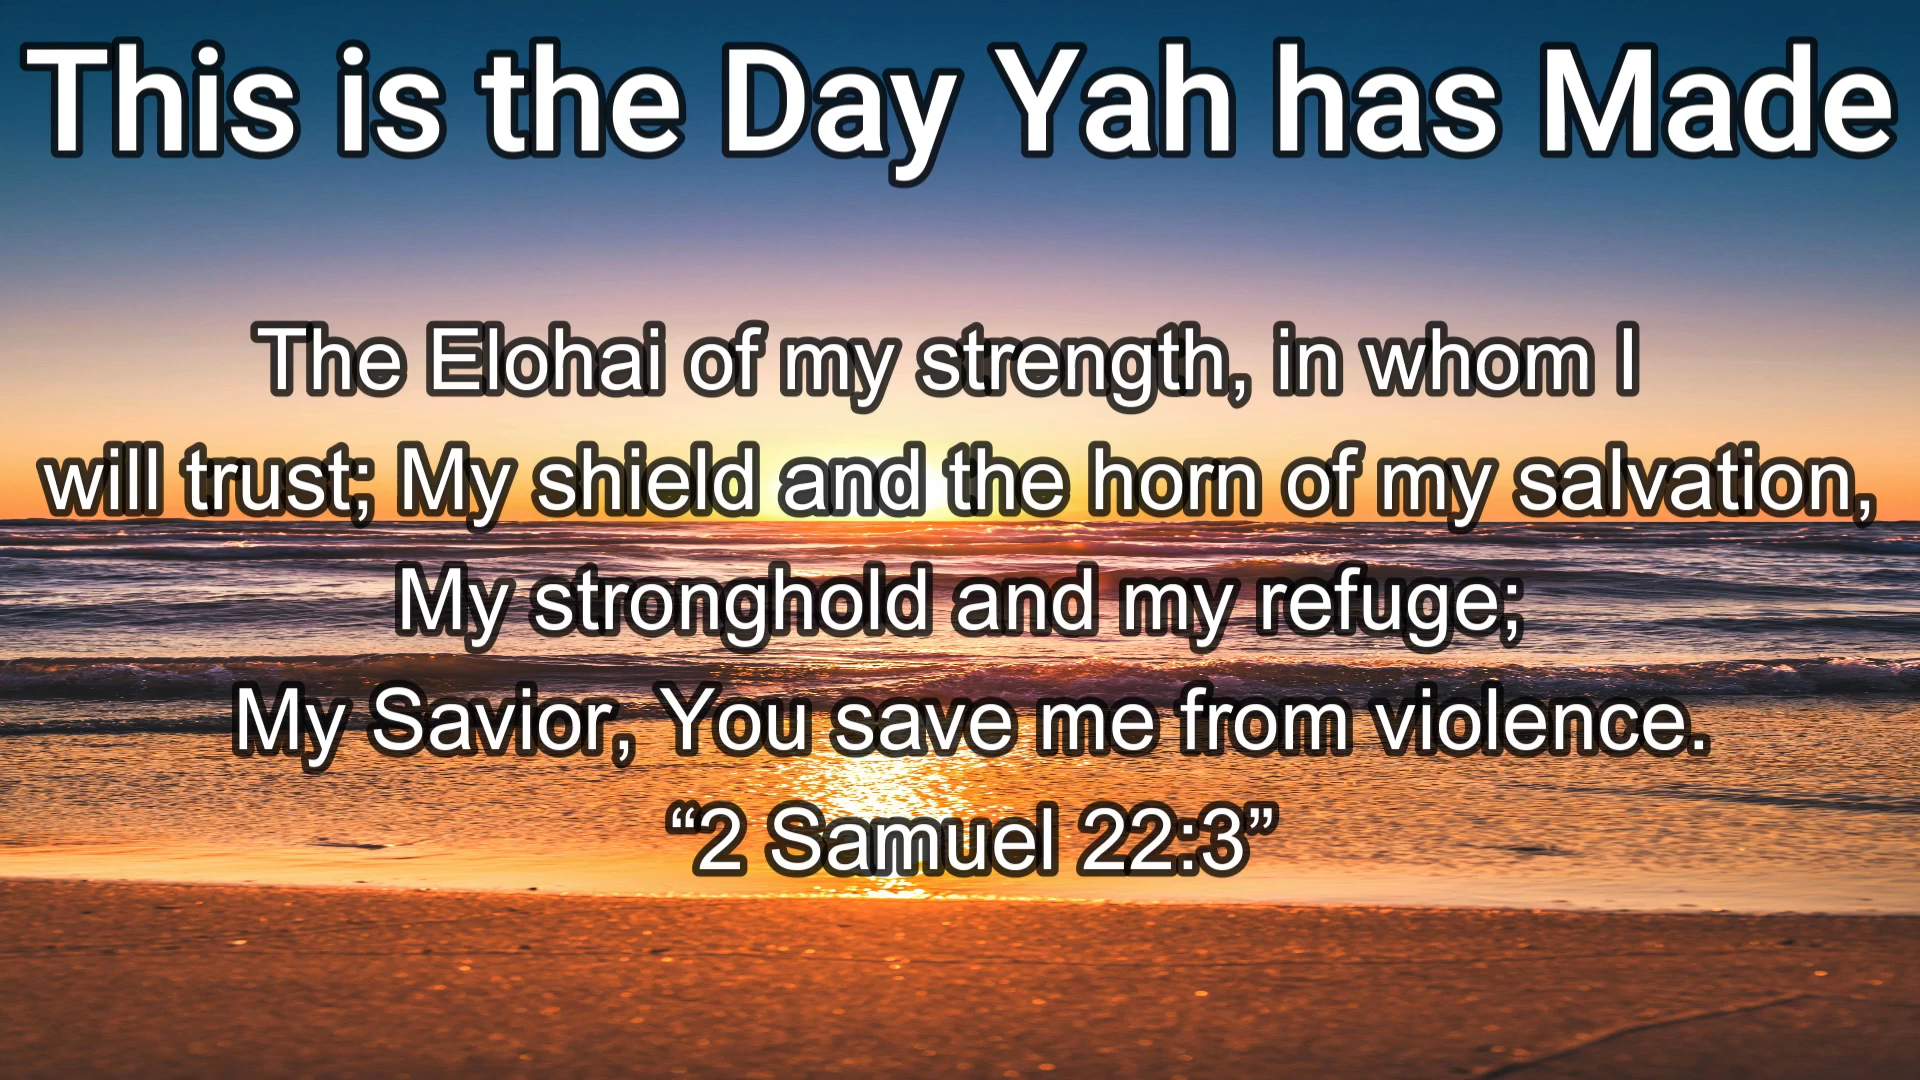 This is the Day Yah has Made
The Elohai of my strength, in whom I
will trust; My shield and the horn of my salvation,
My stronghold and my refuge;
My Savior, You save me from violence.
“2 Samuel 22:3”